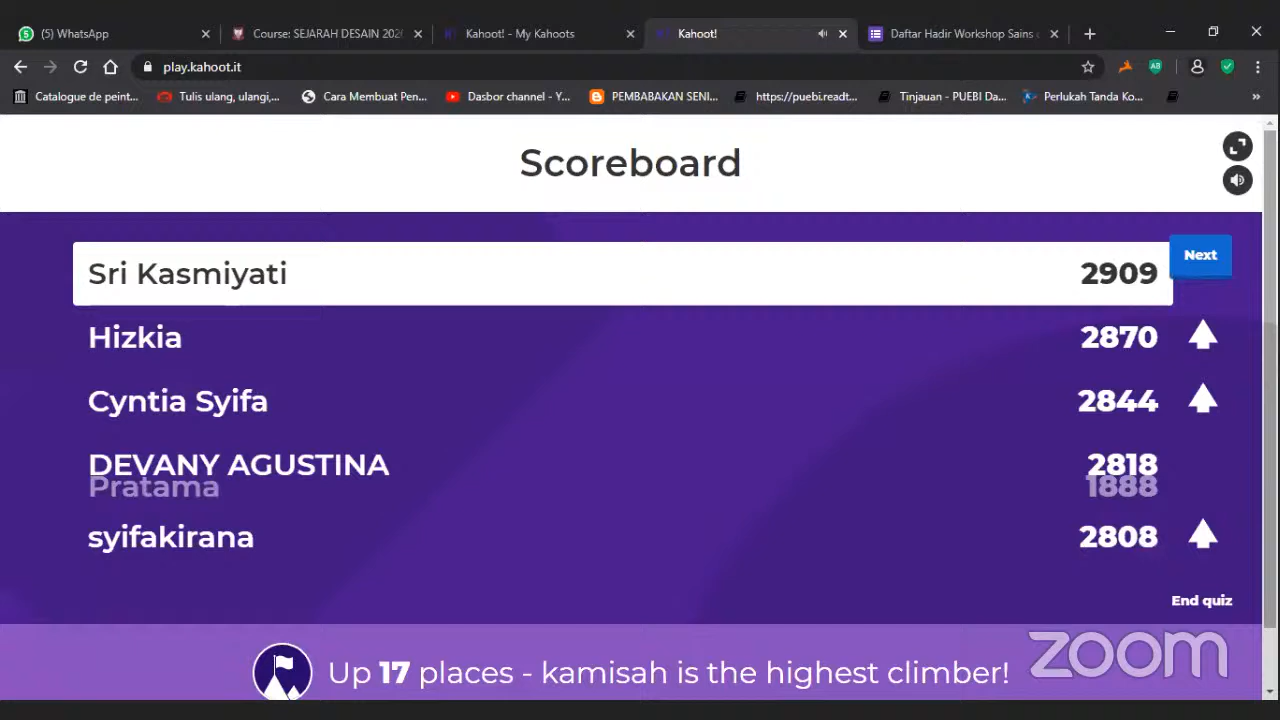 (5) WhatsApp
Course: SEJARAH DESAIN 202
Kahoot! - My Kahoots
Kahoot!
Daftar Hadir Workshop Sains
play.kahoot.it
AB
Catalogue de peint...
Tulis ulang, ulangi,...
Cara Membuat Pen...
Dasbor channel - Y...
PEMBABAKAN SENI...
https://puebi.readt...
Tinjauan - PUEBI Da...
Perlukah Tanda Ko...
Scoreboard
Next
Sri Kasmiyati 2909
Hizkia 2870
Cyntia Syifa 2844
DEVANY AGUSTINA 2818
Pratama 1888
syifakirana 2808
End quiz
Up 17 places - kamisah is the highest climber!
zoom